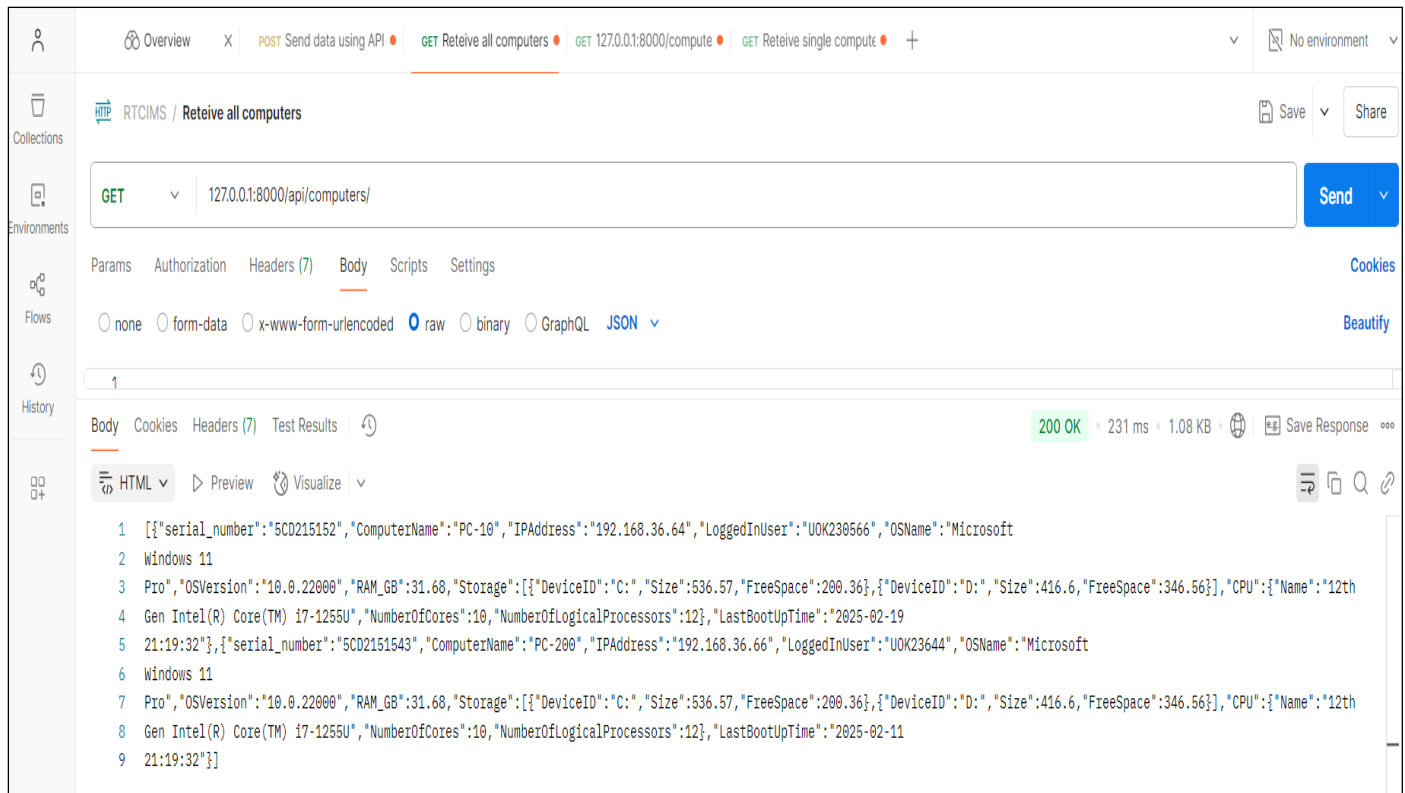 Overview X POST Send data using API GET Reteive all computers GET 127.0.0.1:8000/compute GET Reteive single compute No environment
RTCIMS / Reteive all computers Save Share
Collections
GET 127.0.0.1:8000/api/computers/ Send
Environments
Params Authorization Headers (7) Body Scripts Settings Cookies
Flows
none form-data x-www-form-urlencoded raw binary GraphQL JSON Beautify
1
History
Body Cookies Headers (7) Test Results 200 OK 231 ms 1.08 KB e.g. Save Response
HTML Preview Visualize
1 [{"serial_number":"5CD215152","ComputerName":"PC-10","IPAddress":"192.168.36.64","LoggedInUser":"UOK230566","OSName":"Microsoft
2 Windows 11
3 Pro","OSVersion":"10.0.22000","RAM_GB":31.68,"Storage":[{"DeviceID":"C:","Size":536.57,"FreeSpace":200.36},{"DeviceID":"D:","Size":416.6,"FreeSpace":346.56}],"CPU":{"Name":"12th
4 Gen Intel(R) Core(TM) i7-1255U","NumberOfCores":10,"NumberOfLogicalProcessors":12},"LastBootUpTime":"2025-02-19
5 21:19:32"},{"serial_number":"5CD2151543","ComputerName":"PC-200","IPAddress":"192.168.36.66","LoggedInUser":"UOK23644","OSName":"Microsoft
6 Windows 11
7 Pro","OSVersion":"10.0.22000","RAM_GB":31.68,"Storage":[{"DeviceID":"C:","Size":536.57,"FreeSpace":200.36},{"DeviceID":"D:","Size":416.6,"FreeSpace":346.56}],"CPU":{"Name":"12th
8 Gen Intel(R) Core(TM) i7-1255U","NumberOfCores":10,"NumberOfLogicalProcessors":12},"LastBootUpTime":"2025-02-11
9 21:19:32"}]